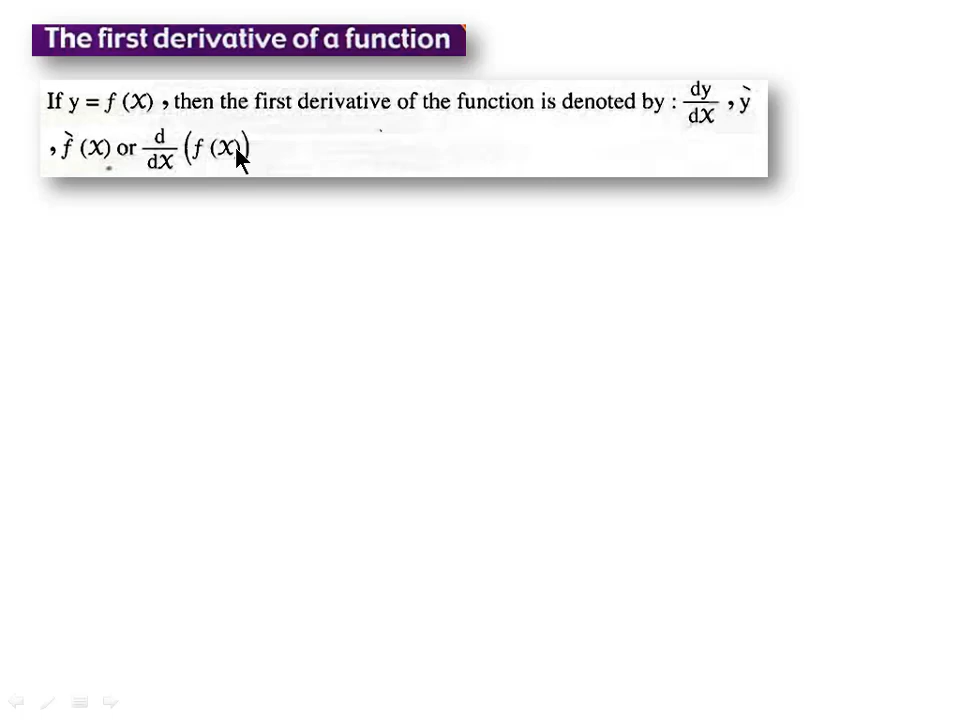 The first derivative of a function
If y = f (X) , then the first derivative of the function is denoted by : dy/dX , ỳ
, f̀ (X) or d/dX (f (X))